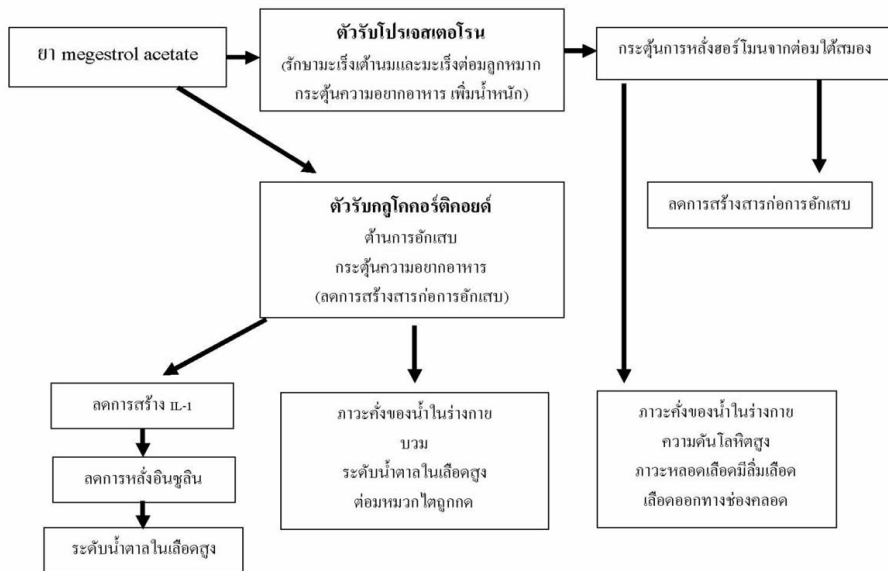 ยา megestrol acetate
ตัวรับโปรเจสเตอโรน
(รักษามะเร็งเต้านมและมะเร็งต่อมลูกหมาก
กระตุ้นความอยากอาหาร เพิ่มน้ำหนัก)
กระตุ้นการหลั่งฮอร์โมนจากต่อมใต้สมอง
ลดการสร้างสารก่อการอักเสบ
ตัวรับกลูโกคอร์ติกอยด์
ต้านการอักเสบ
กระตุ้นความอยากอาหาร
(ลดการสร้างสารก่อการอักเสบ)
ลดการสร้าง IL-1
ลดการหลั่งอินซูลิน
ระดับน้ำตาลในเลือดสูง
ภาวะคั่งของน้ำในร่างกาย
บวม
ระดับน้ำตาลในเลือดสูง
ต่อมหมวกไตถูกกด
ภาวะคั่งของน้ำในร่างกาย
ความดันโลหิตสูง
ภาวะหลอดเลือดมีลิ่มเลือด
เลือดออกทางช่องคลอด